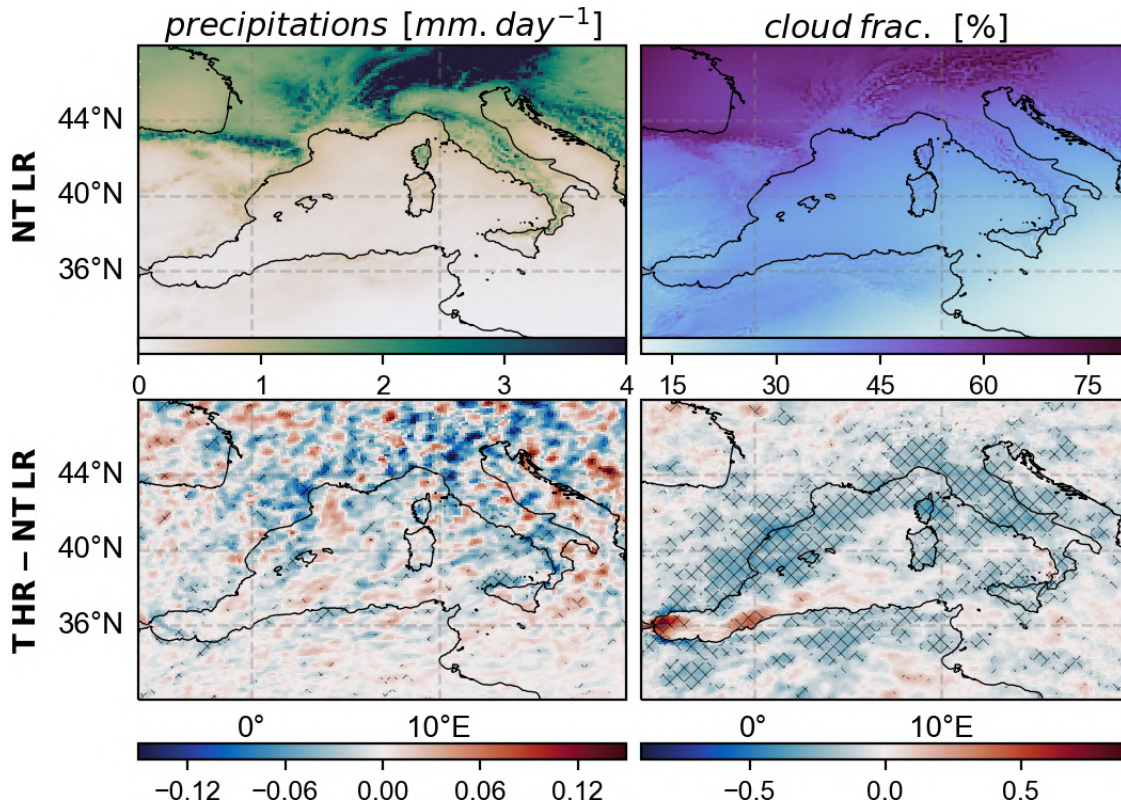 precipitations [mm. day⁻¹] cloud frac. [%]
NT LR
44°N
40°N
36°N
0 1 2 3 4 15 30 45 60 75
THR – NT LR
44°N
40°N
36°N
0° 10°E 0° 10°E
−0.12 −0.06 0.00 0.06 0.12 −0.5 0.0 0.5